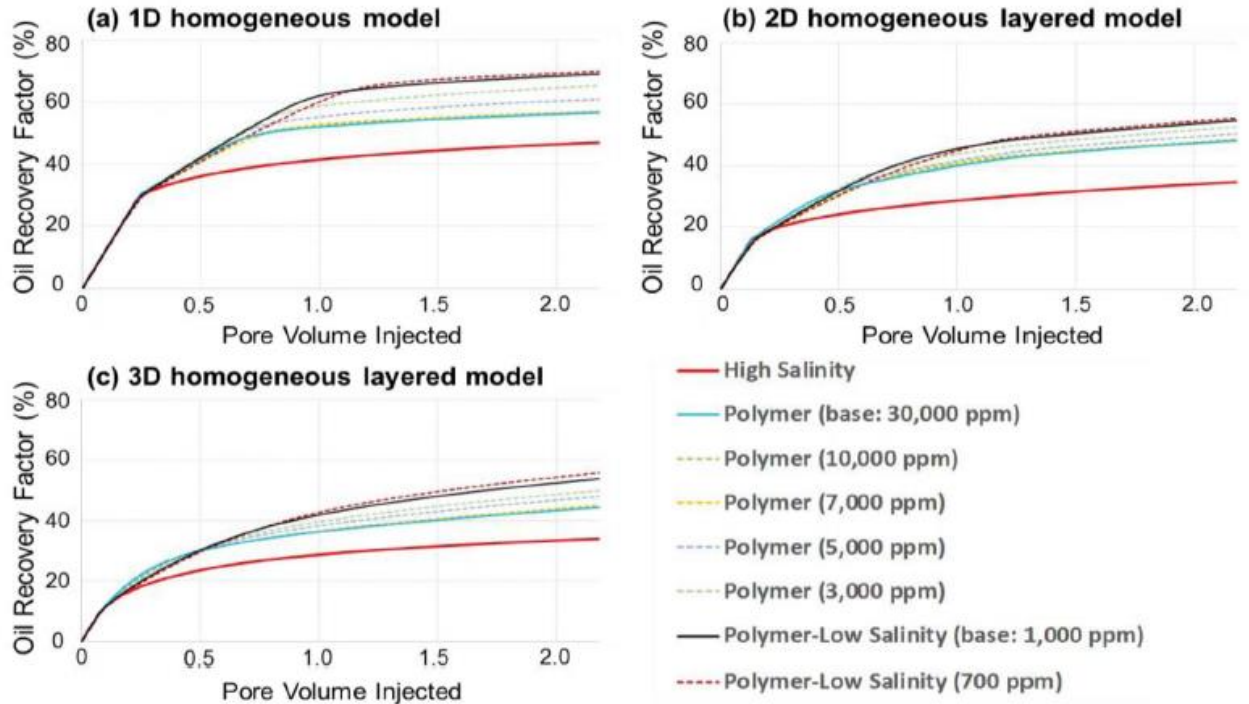 (a) 1D homogeneous model
Oil Recovery Factor (%)
80
60
40
20
0
0 0.5 1.0 1.5 2.0
Pore Volume Injected
(b) 2D homogeneous layered model
Oil Recovery Factor (%)
80
60
40
20
0
0 0.5 1.0 1.5 2.0
Pore Volume Injected
(c) 3D homogeneous layered model
Oil Recovery Factor (%)
80
60
40
20
0
0 0.5 1.0 1.5 2.0
Pore Volume Injected
High Salinity
Polymer (base: 30,000 ppm)
Polymer (10,000 ppm)
Polymer (7,000 ppm)
Polymer (5,000 ppm)
Polymer (3,000 ppm)
Polymer-Low Salinity (base: 1,000 ppm)
Polymer-Low Salinity (700 ppm)